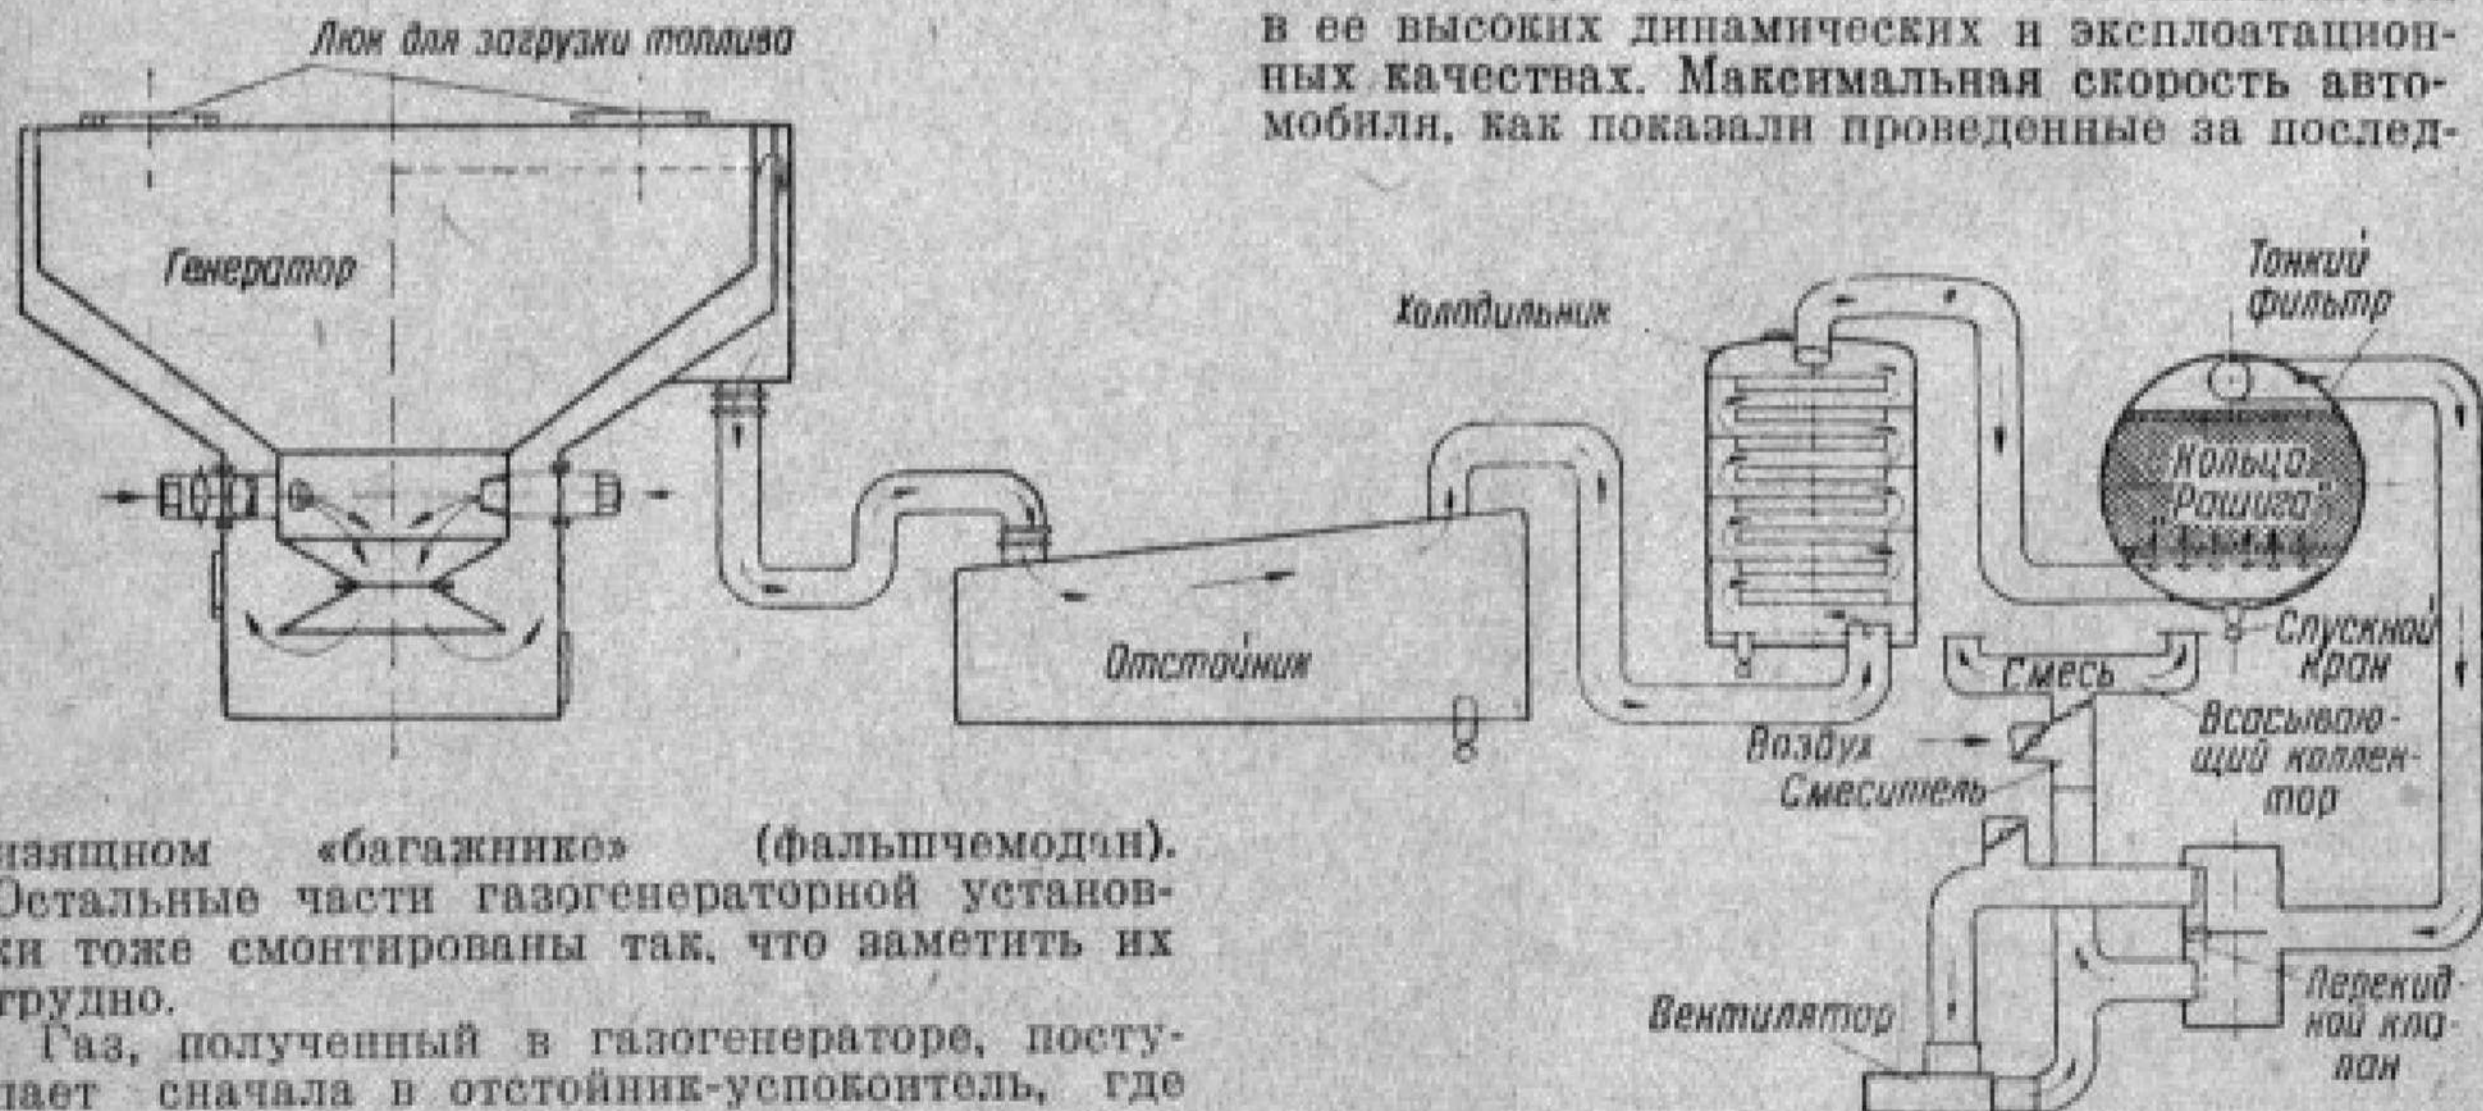 Люк для загрузки топлива
в ее высоких динамических и эксплоатацион-
ных качествах. Максимальная скорость авто-
мобиля, как показали проведенные за послед-
Генератор
Холодильник
Тонкий
фильтр
Кольца
"Рашига"
Отстойник
Спускной
кран
Смесь
Всасываю-
щий коллек-
тор
Воздух
Смеситель
Перекид-
ной кла-
пан
Вентилятор
изящном «багажнике» (фальшчемодан).
Остальные части газогенераторной установ-
ки тоже смонтированы так, что заметить их
трудно.
Газ, полученный в газогенераторе, посту-
пает сначала в отстойник-успокоитель, где